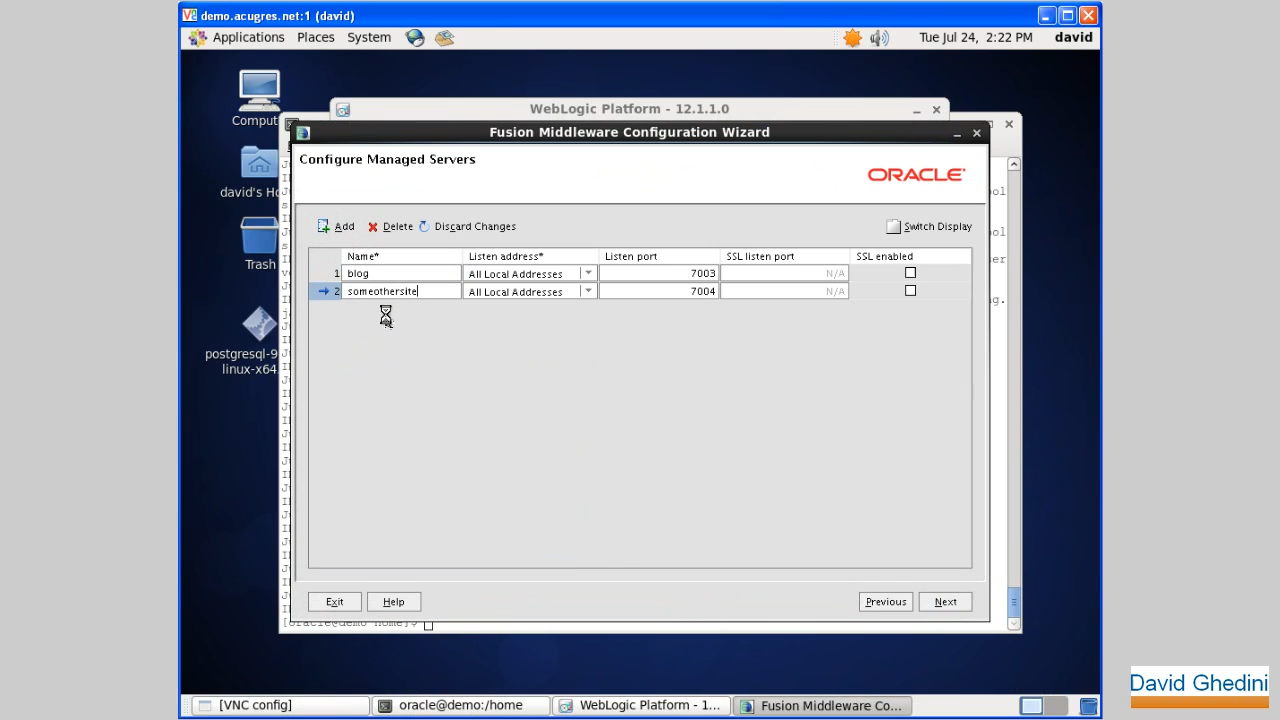 demo.acugres.net:1 (david)
Applications Places System Tue Jul 24, 2:22 PM david
WebLogic Platform - 12.1.1.0
Fusion Middleware Configuration Wizard
Configure Managed Servers
ORACLE
Add Delete Discard Changes Switch Display
Name* Listen address* Listen port SSL listen port SSL enabled
1 blog All Local Addresses 7003 N/A
2 someothersite All Local Addresses 7004 N/A
Exit Help Previous Next
Comput
david's Ho
Trash
postgresql-9
linux-x64
[oracle@demo home]$
[VNC config] oracle@demo:/home WebLogic Platform - 1... Fusion Middleware Co...
David Ghedini